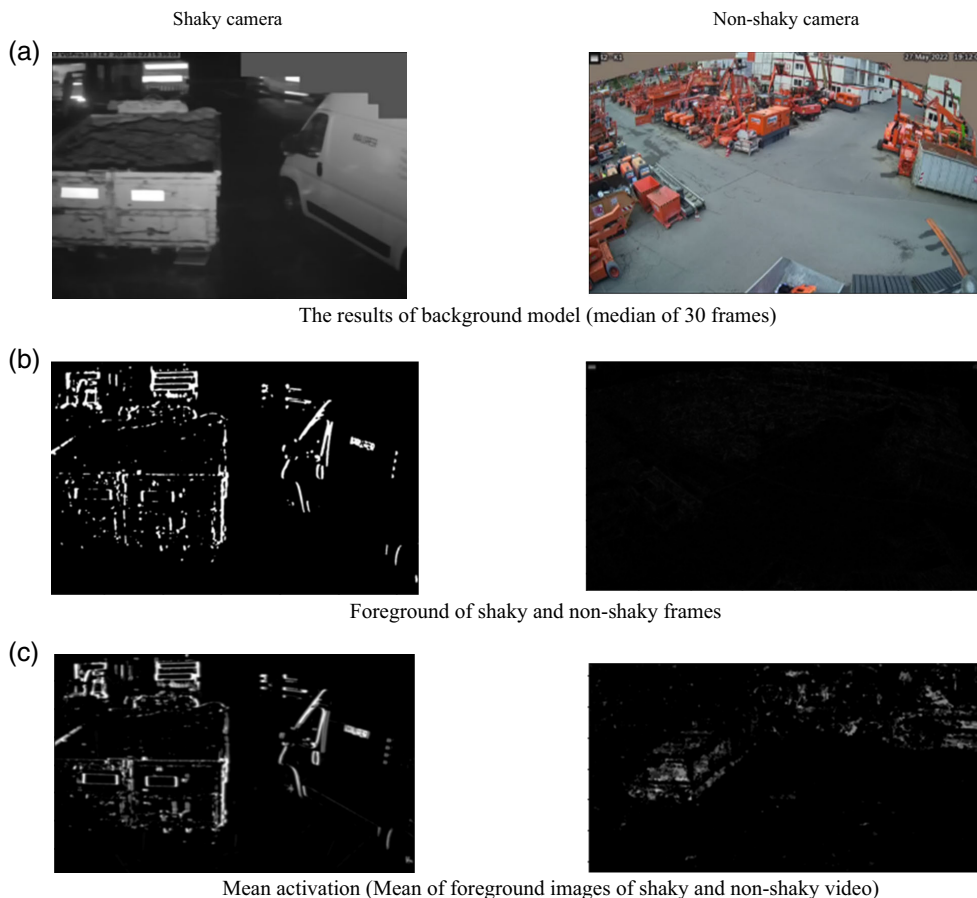 Shaky camera
Non-shaky camera
(a)
27 May 2022
The results of background model (median of 30 frames)
(b)
Foreground of shaky and non-shaky frames
(c)
Mean activation (Mean of foreground images of shaky and non-shaky video)